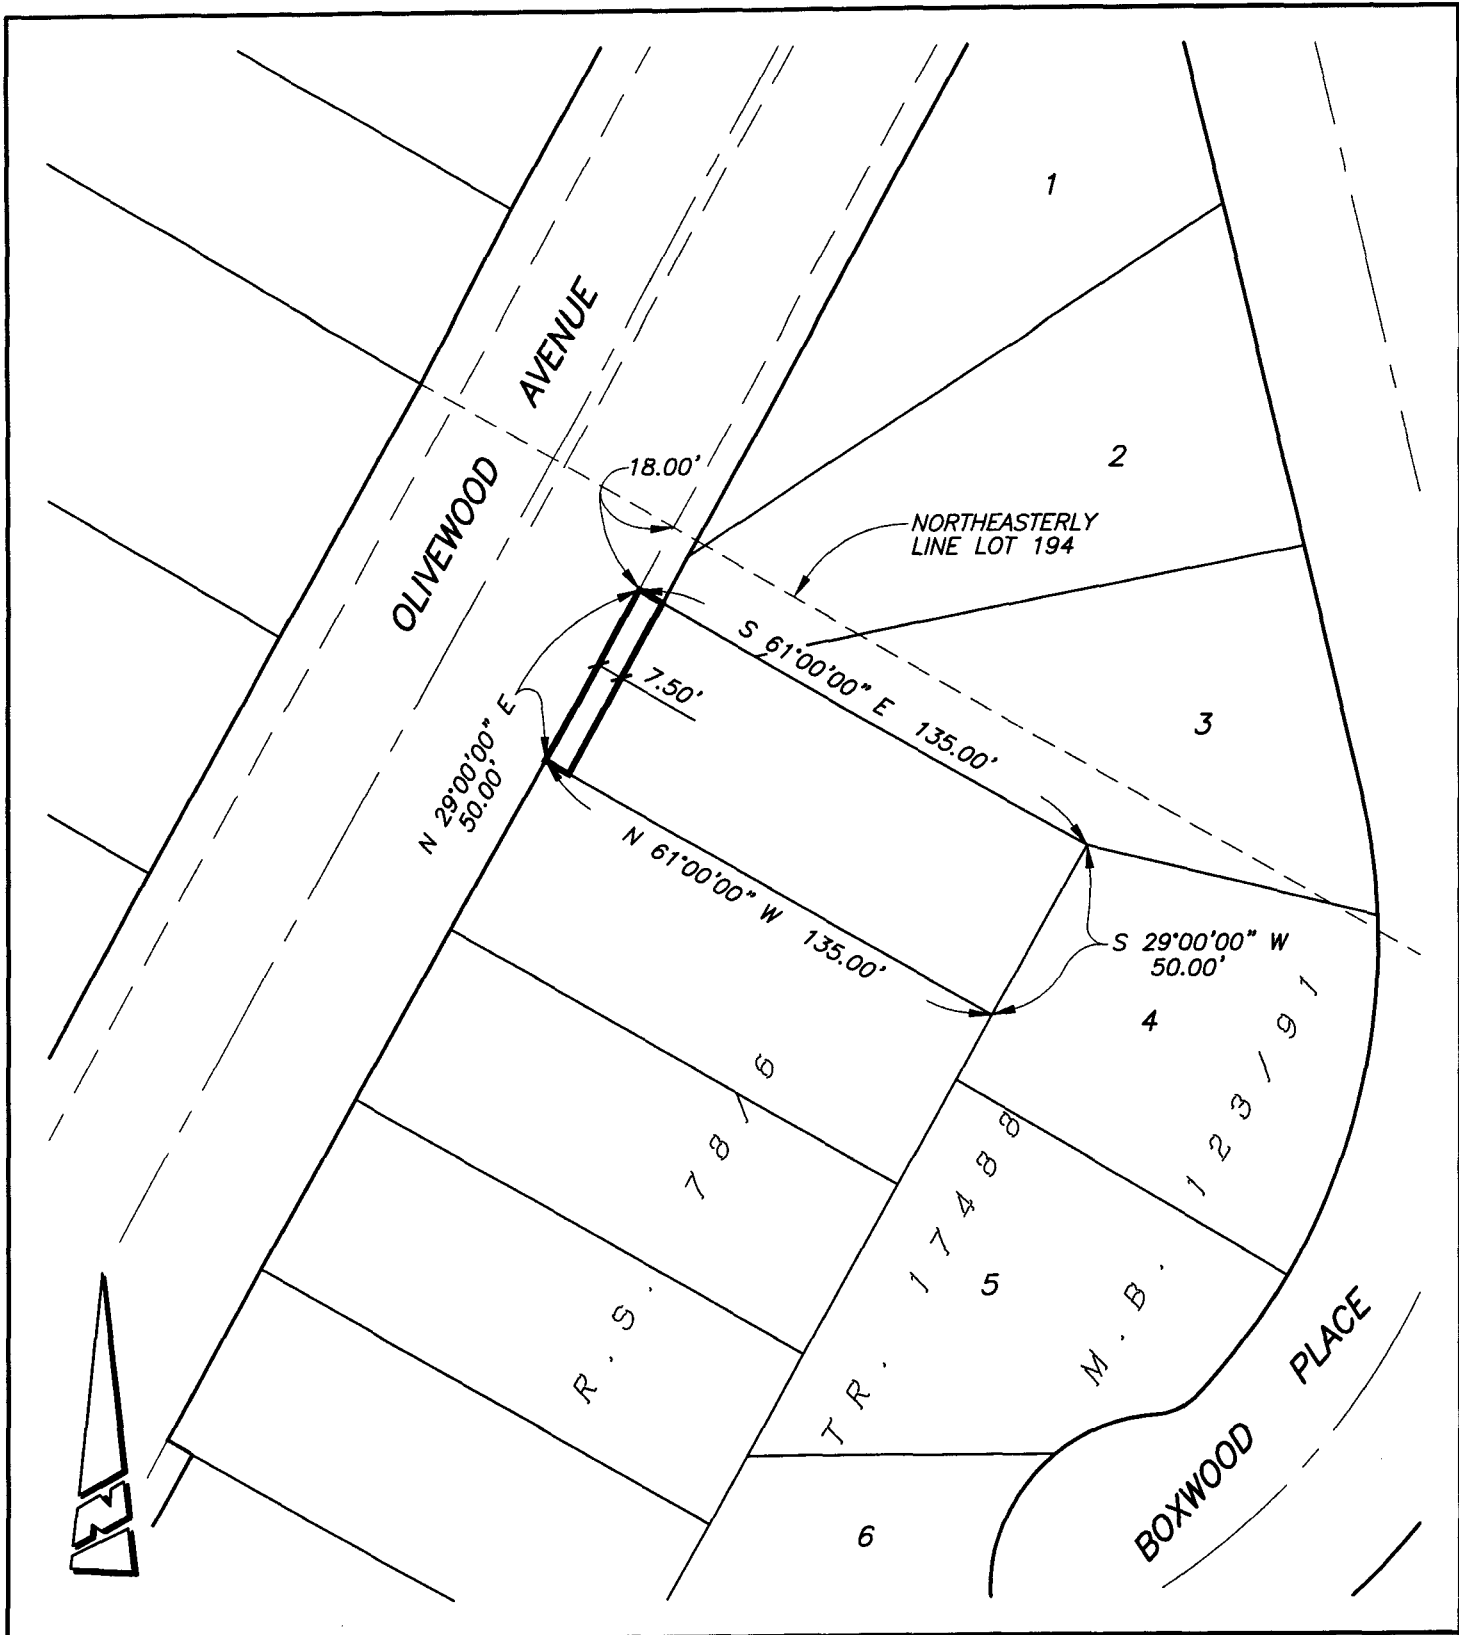 1
AVENUE
OLIVEWOOD
18.00'
2
NORTHEASTERLY
LINE LOT 194
S 61°00'00" E 135.00'
7.50'
3
N 29°00'00" E
50.00'
N 61°00'00" W 135.00'
S 29°00'00" W
50.00'
4
R.S. 78/6
TR. 17488
M.B. 123/91
5
BOXWOOD PLACE
6
N